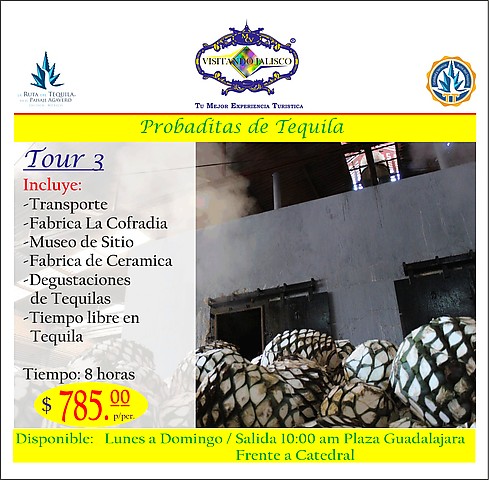 VISITANDO JALISCO
TU MEJOR EXPERIENCIA TURISTICA
LA RUTA DEL TEQUILA
PAISAJE AGAVERO
Probaditas de Tequila
Tour 3
Incluye:
-Transporte
-Fabrica La Cofradia
-Museo de Sitio
-Fabrica de Ceramica
-Degustaciones
de Tequilas
-Tiempo libre en
Tequila
Tiempo: 8 horas
$ 785.00
p/per.
Disponible: Lunes a Domingo / Salida 10:00 am Plaza Guadalajara
Frente a Catedral